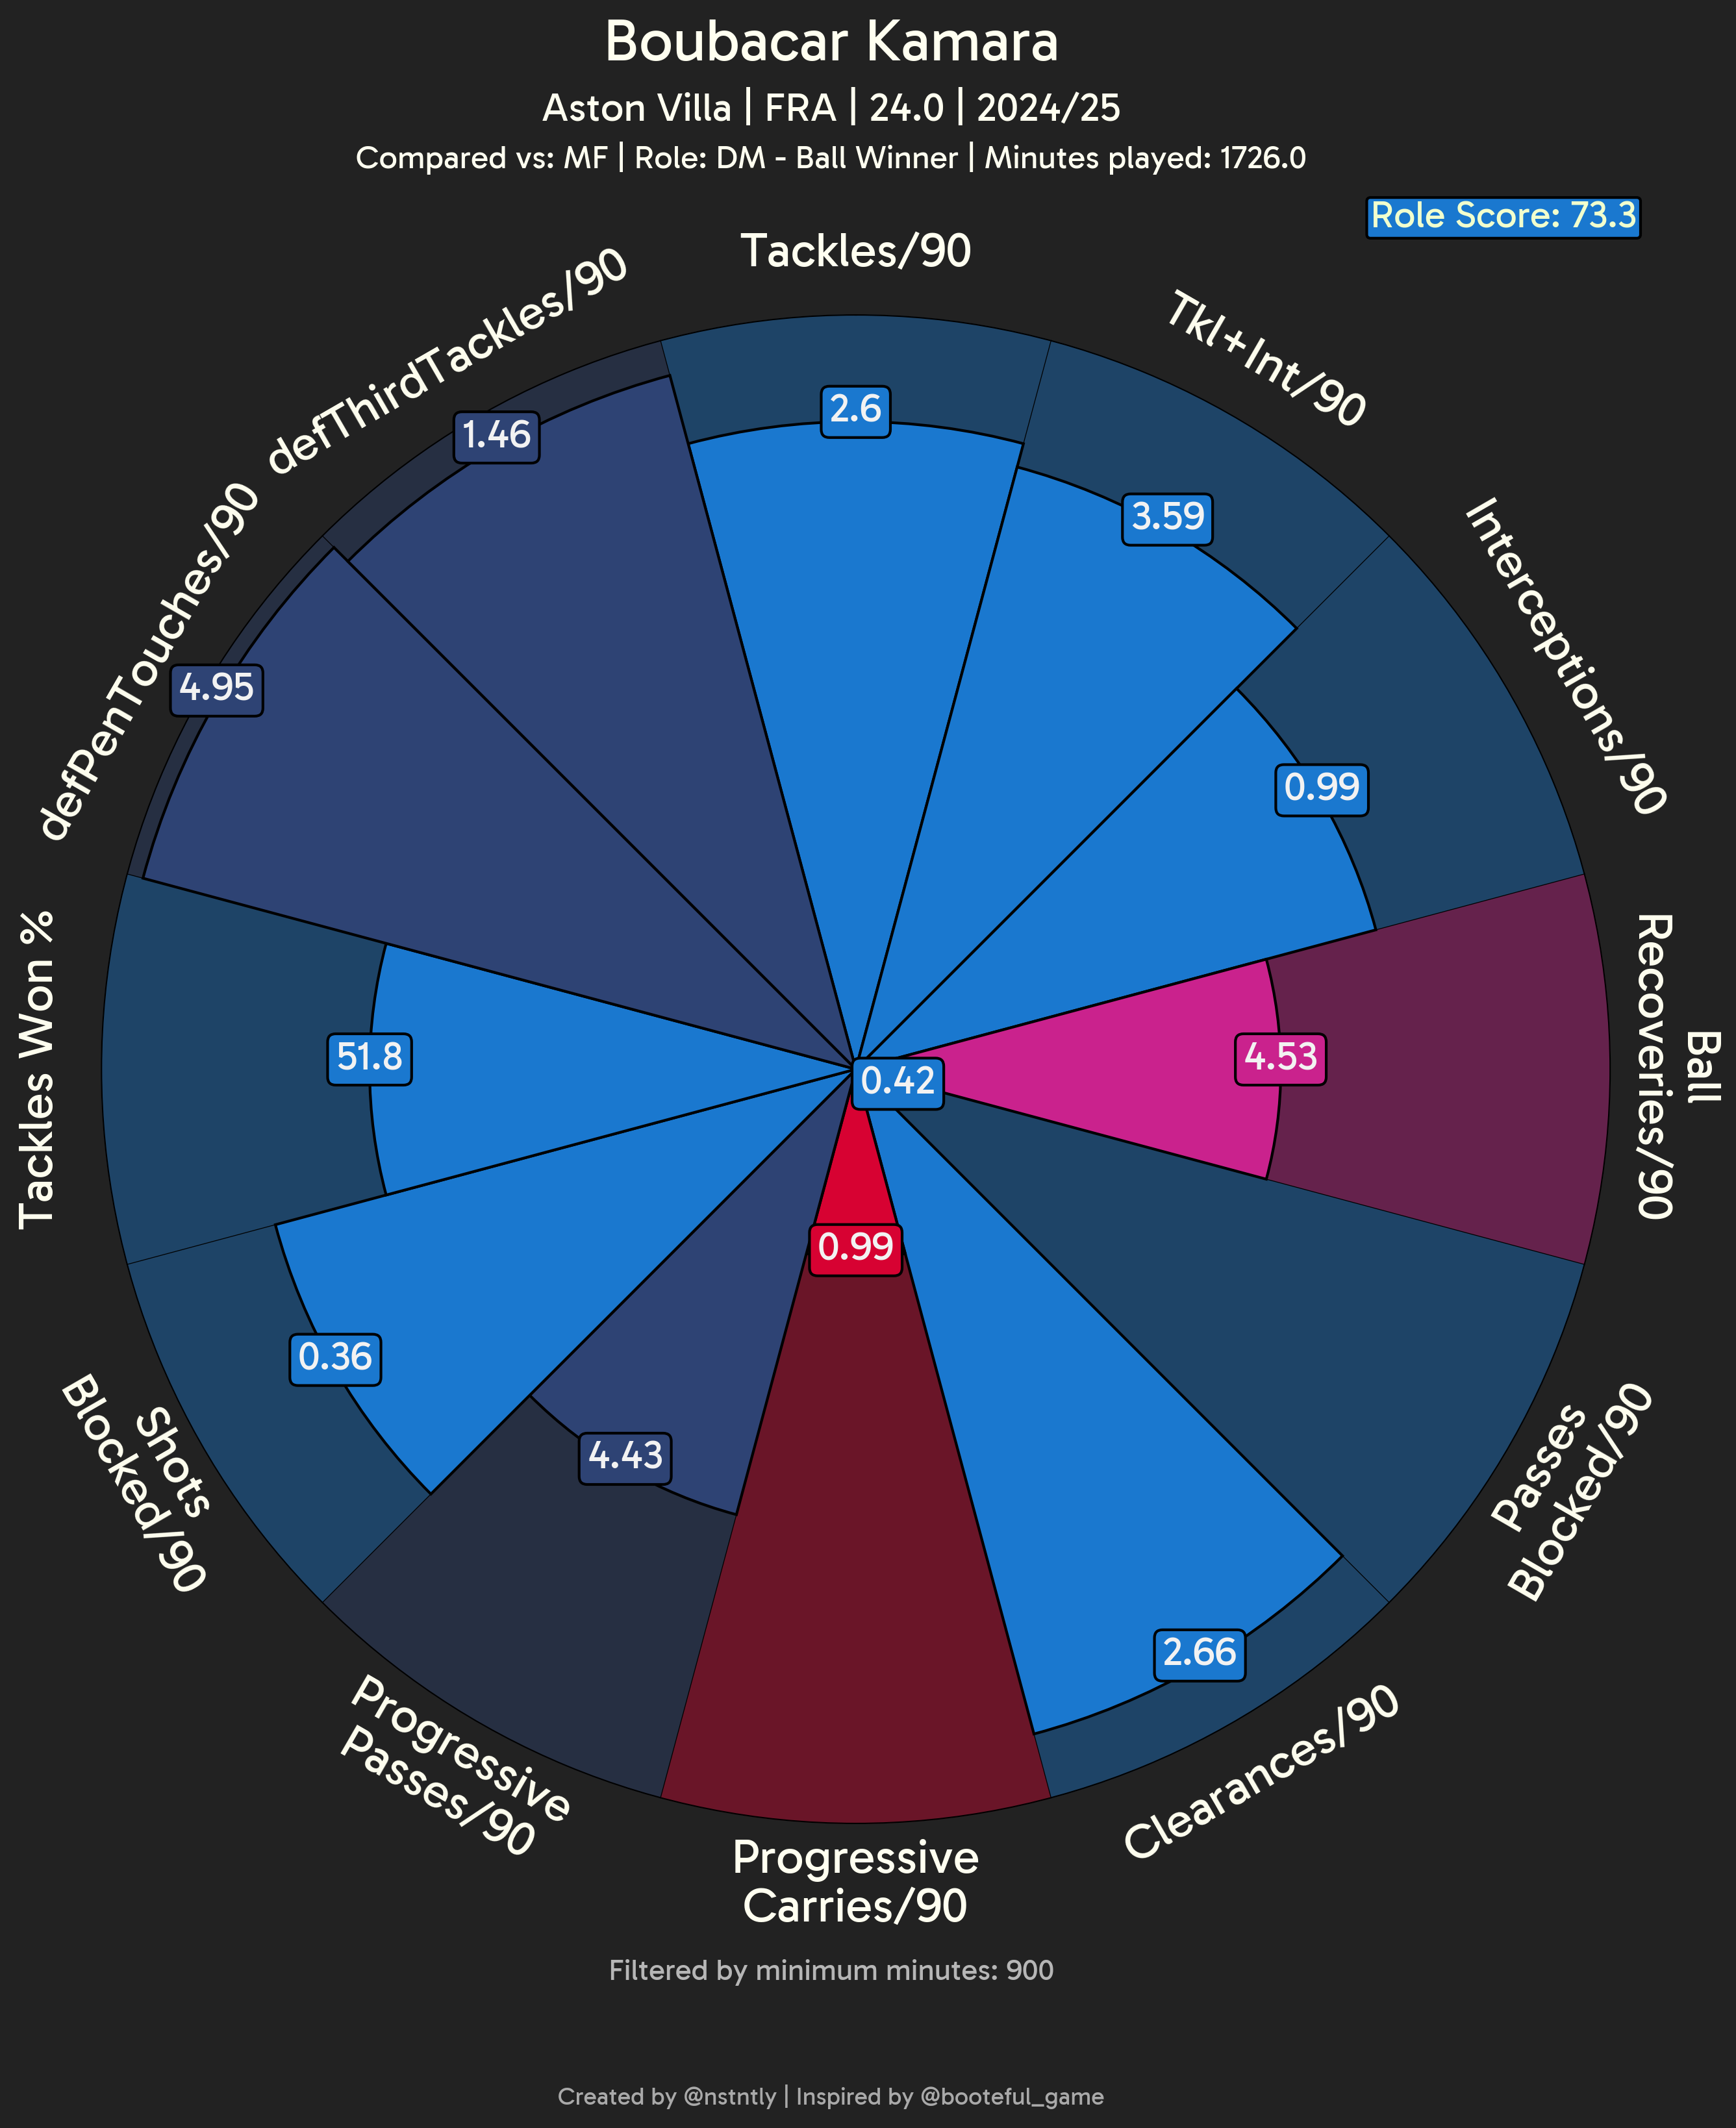 Boubacar Kamara
Aston Villa | FRA | 24.0 | 2024/25
Compared vs: MF | Role: DM - Ball Winner | Minutes played: 1726.0
Role Score: 73.3
Tackles/90
2.6
Tkl+Int/90
3.59
Interceptions/90
0.99
Ball
Recoveries/90
4.53
Passes
Blocked/90
0.42
Clearances/90
2.66
Progressive
Carries/90
0.99
Progressive
Passes/90
4.43
Shots
Blocked/90
0.36
Tackles Won %
51.8
defPenTouches/90
4.95
defThirdTackles/90
1.46
Filtered by minimum minutes: 900
Created by @nstntly | Inspired by @booteful_game